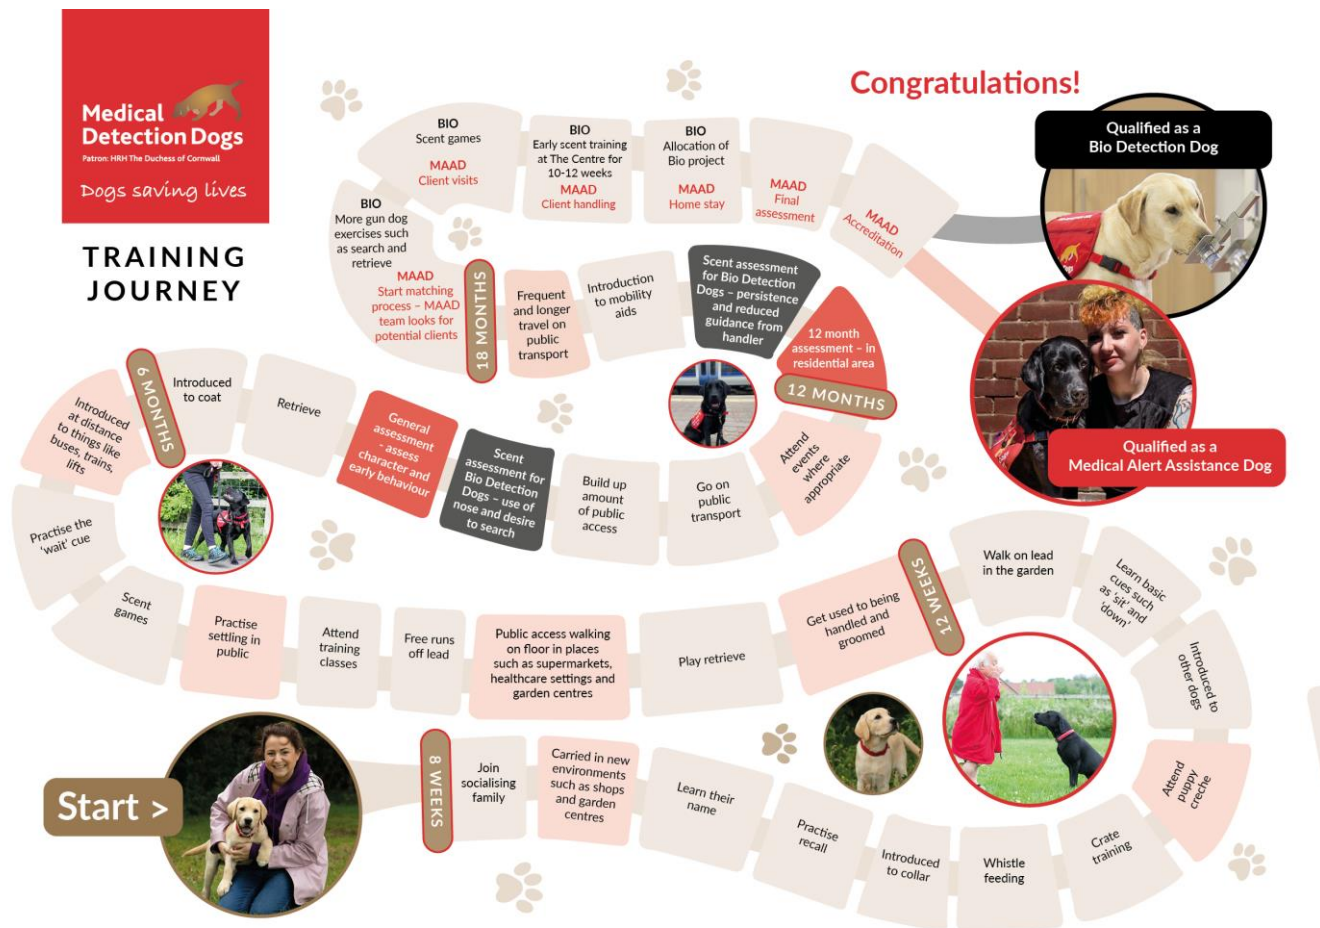 Medical
Detection Dogs
Patron: HRH The Duchess of Cornwall
Dogs saving lives
TRAINING
JOURNEY
Start >
8 WEEKS
Join
socialising
family
Carried in new
environments
such as shops
and garden
centres
Learn their
name
Practise
recall
Introduced
to collar
Whistle
feeding
Crate
training
Attend
puppy
creche
Introduced to
other dogs
Learn basic
cues such
as 'sit' and
'down'
Walk on lead
in the garden
12 WEEKS
Get used to being
handled and
groomed
Play retrieve
Public access walking
on floor in places
such as supermarkets,
healthcare settings and
garden centres
Free runs
off lead
Attend
training
classes
Practise
settling in
public
Scent
games
Practise the
'wait' cue
Introduced
at distance
to things like
buses, trains,
lifts
6 MONTHS
Introduced
to coat
Retrieve
General
assessment
- assess
character and
early behaviour
Scent
assessment for
Bio Detection
Dogs – use of
nose and desire
to search
Build up
amount
of public
access
Go on
public
transport
Attend
events
where
appropriate
12 MONTHS
12 month
assessment – in
residential area
Scent assessment
for Bio Detection
Dogs – persistence
and reduced
guidance from
handler
Introduction
to mobility
aids
Frequent
and longer
travel on
public
transport
18 MONTHS
BIO
More gun dog
exercises such
as search and
retrieve
MAAD
Start matching
process – MAAD
team looks for
potential clients
BIO
Scent games
MAAD
Client visits
BIO
Early scent training
at The Centre for
10-12 weeks
MAAD
Client handling
BIO
Allocation of
Bio project
MAAD
Home stay
MAAD
Final
assessment
MAAD
Accreditation
Congratulations!
Qualified as a
Bio Detection Dog
Qualified as a
Medical Alert Assistance Dog